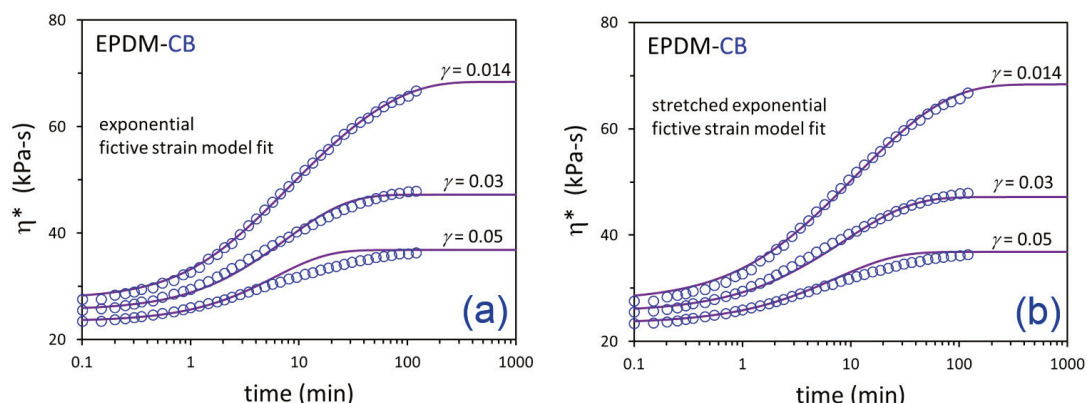 80
EPDM-CB
γ = 0.014
exponential
fictive strain model fit
60
η* (kPa-s)
γ = 0.03
40
γ = 0.05
(a)
20
0.1 1 10 100 1000
time (min)
80
EPDM-CB
γ = 0.014
stretched exponential
fictive strain model fit
60
η* (kPa-s)
γ = 0.03
40
γ = 0.05
(b)
20
0.1 1 10 100 1000
time (min)